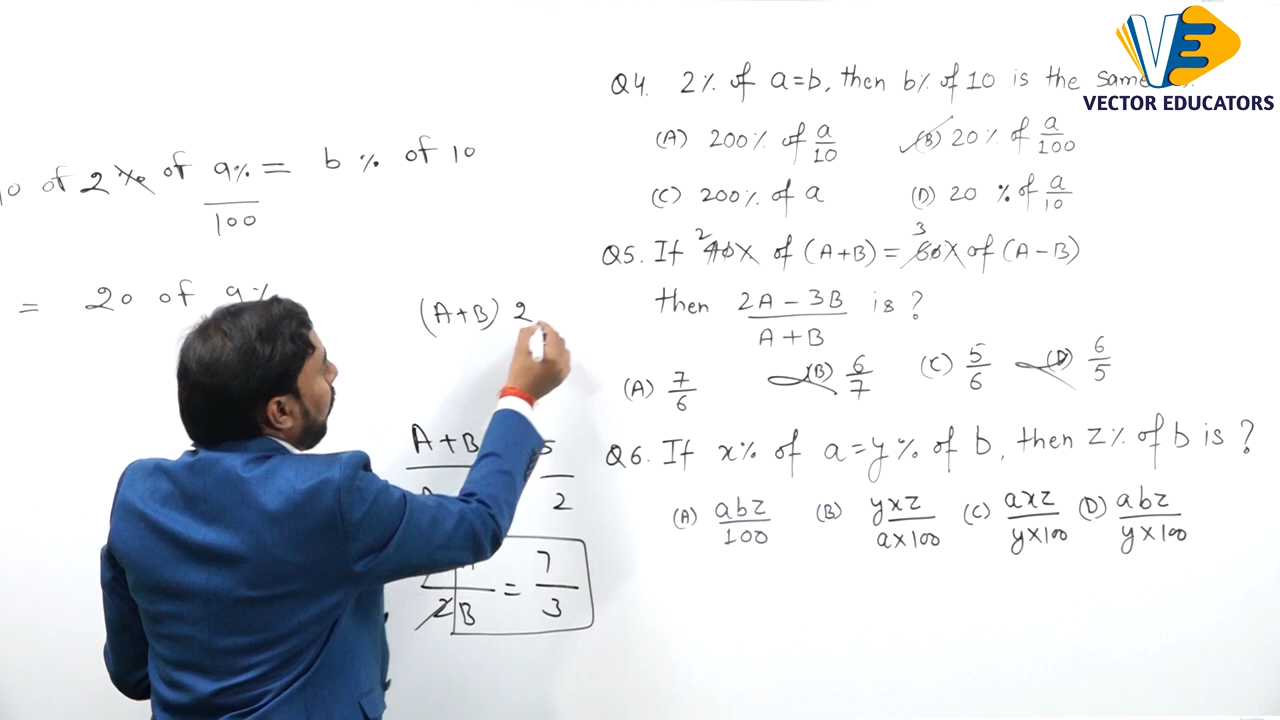 VECTOR EDUCATORS
of 2% of a% = b % of 10
100
= 20 of a%
(A+B) 2
A+B
2
B = 7/3
Q4. 2% of a=b, then b% of 10 is the same
(A) 200% of a/10 (B) 20% of a/100
(C) 200% of a (D) 20 % of a/10
Q5. If 2 40% of (A+B) = 3 60% of (A-B)
then 2A - 3B / A+B is ?
(A) 7/6 (B) 6/7 (C) 5/6 (D) 6/5
Q6. If x% of a=y% of b, then Z% of b is ?
(A) abz/100 (B) yxz/ax100 (C) axz/yx100 (D) abz/yx100